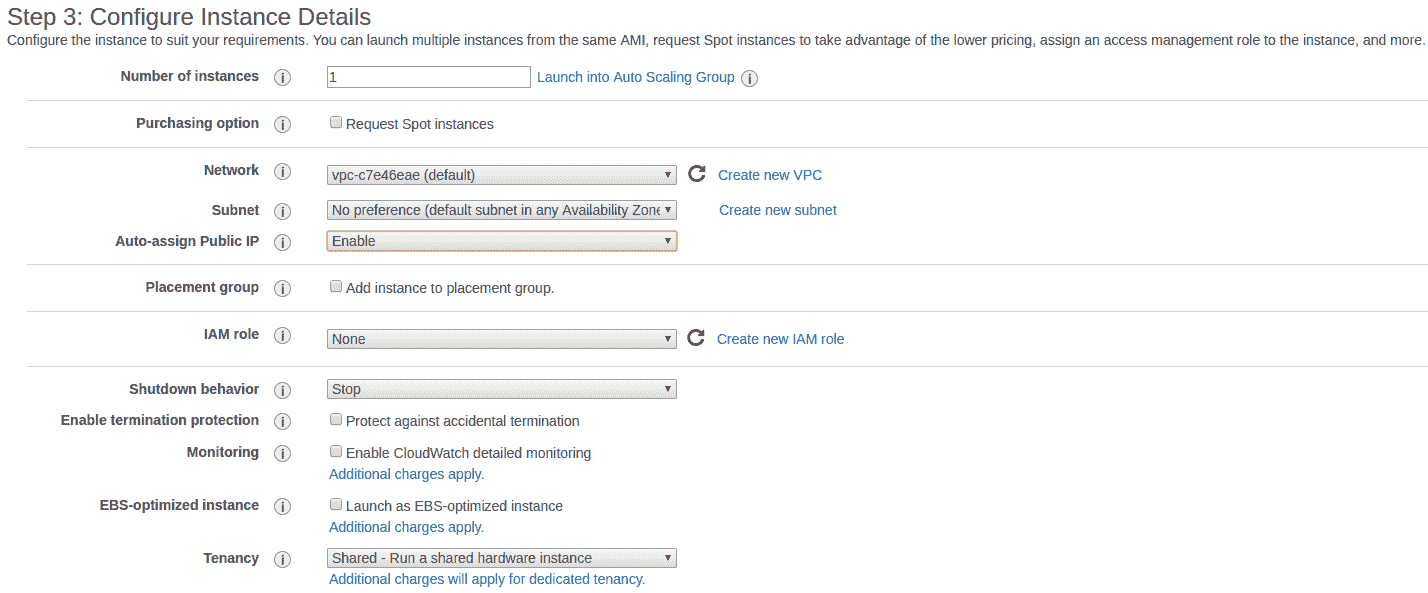 Step 3: Configure Instance Details
Configure the instance to suit your requirements. You can launch multiple instances from the same AMI, request Spot instances to take advantage of the lower pricing, assign an access management role to the instance, and more.
Number of instances i 1 Launch into Auto Scaling Group i
Purchasing option i Request Spot instances
Network i vpc-c7e46eae (default) Create new VPC
Subnet i No preference (default subnet in any Availability Zone Create new subnet
Auto-assign Public IP i Enable
Placement group i Add instance to placement group.
IAM role i None Create new IAM role
Shutdown behavior i Stop
Enable termination protection i Protect against accidental termination
Monitoring i Enable CloudWatch detailed monitoring
Additional charges apply.
EBS-optimized instance i Launch as EBS-optimized instance
Additional charges apply.
Tenancy i Shared - Run a shared hardware instance
Additional charges will apply for dedicated tenancy.